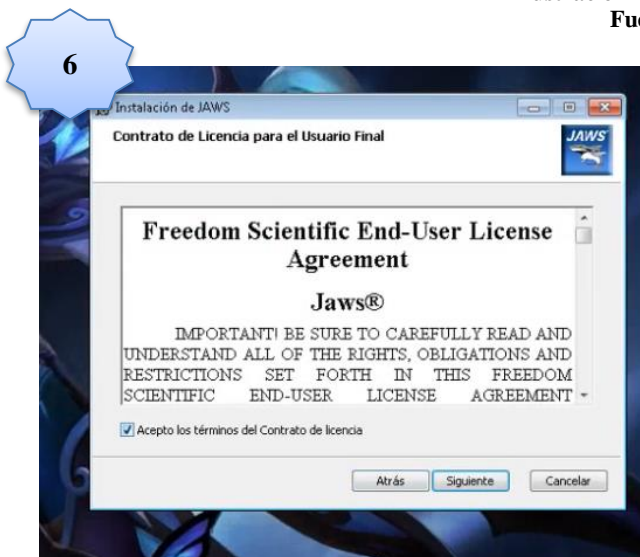 Fue
6
Instalación de JAWS
Contrato de Licencia para el Usuario Final
JAWS
Freedom Scientific End-User License
Agreement
Jaws®
IMPORTANT! BE SURE TO CAREFULLY READ AND
UNDERSTAND ALL OF THE RIGHTS, OBLIGATIONS AND
RESTRICTIONS SET FORTH IN THIS FREEDOM
SCIENTIFIC END-USER LICENSE AGREEMENT
Acepto los términos del Contrato de licencia
Atrás Siguiente Cancelar